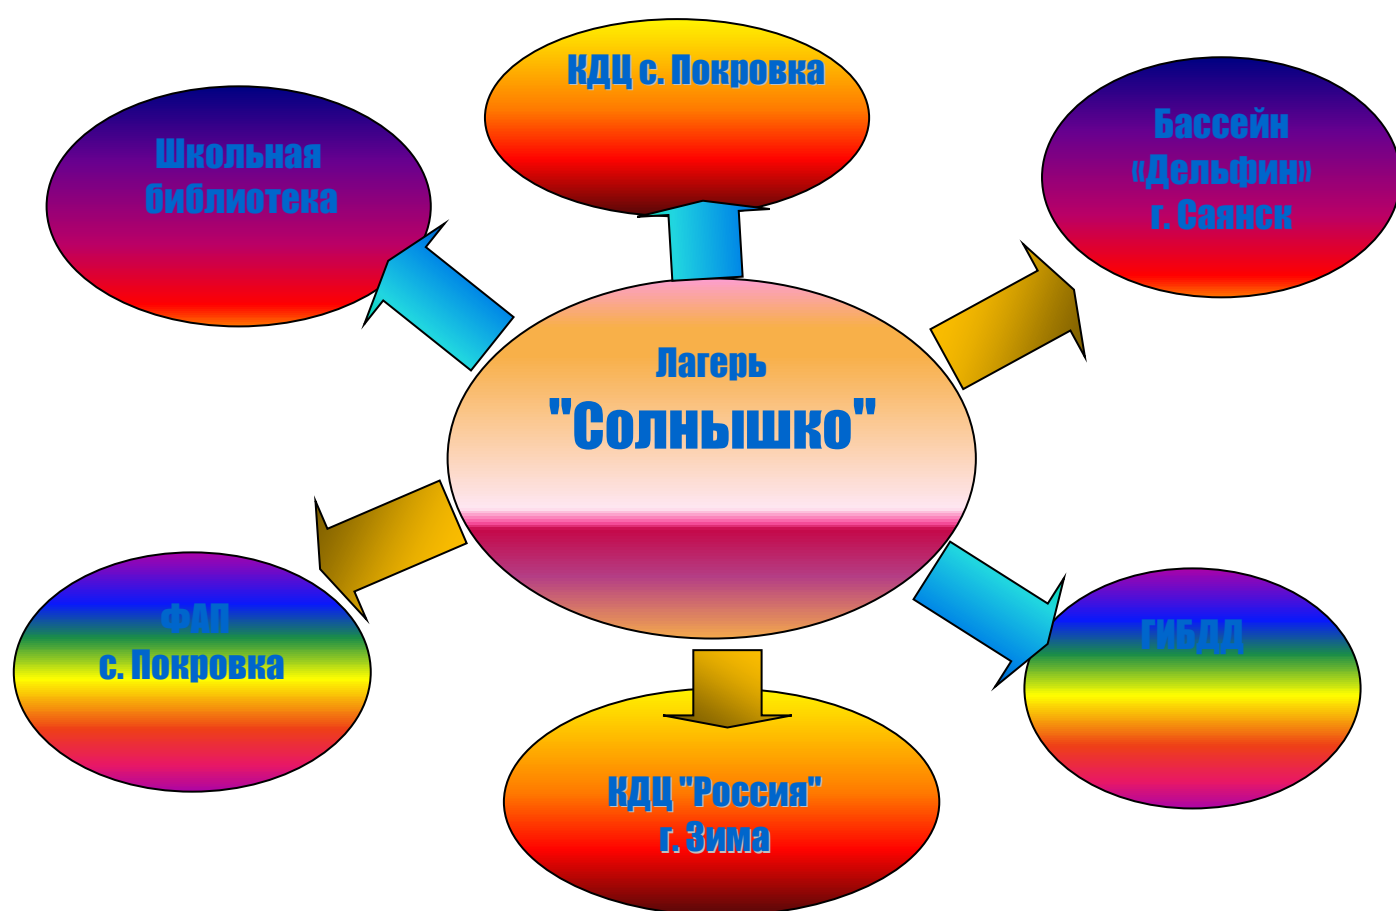 КДЦ с. Покровка
Школьная
библиотека
Бассейн
«Дельфин»
г. Саянск
Лагерь
"Солнышко"
ФАП
с. Покровка
ГИБДД
КДЦ "Россия"
г. Зима